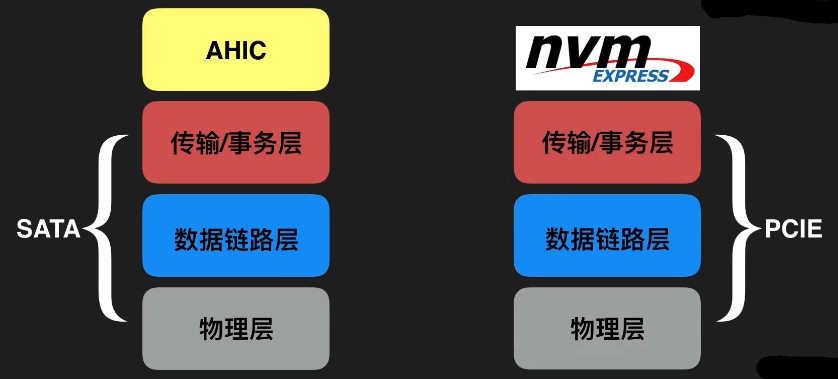 AHIC
nvm
EXPRESS
传输/事务层
传输/事务层
SATA
数据链路层
数据链路层
PCIE
物理层
物理层